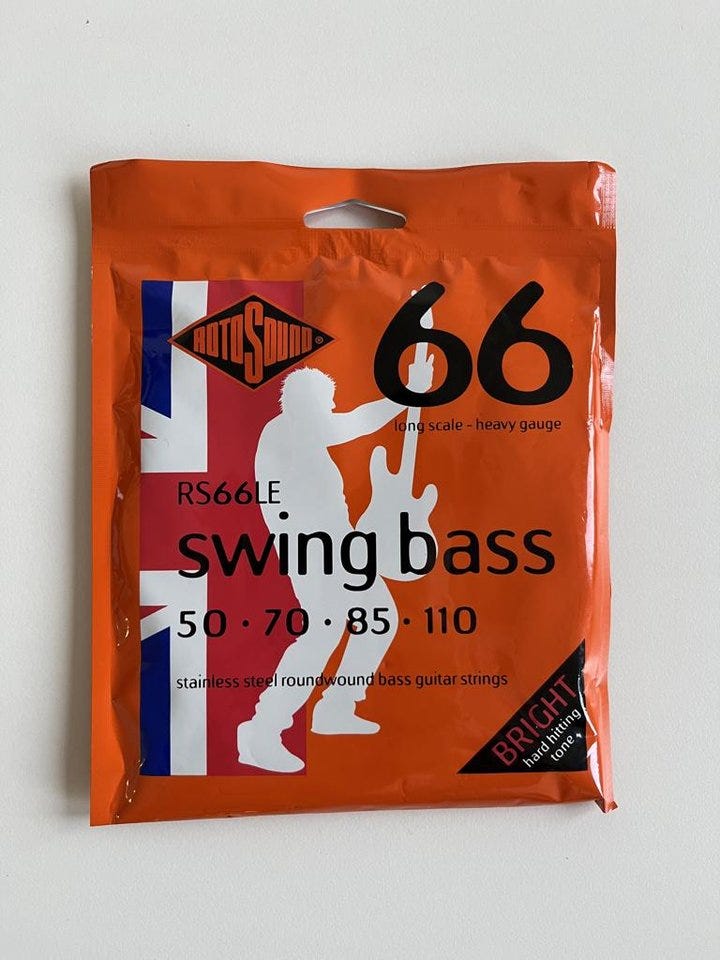 ROTOSOUND®
66
long scale - heavy gauge
RS66LE
swing bass
50 · 70 · 85 · 110
stainless steel roundwound bass guitar strings
BRIGHT
hard hitting
tone